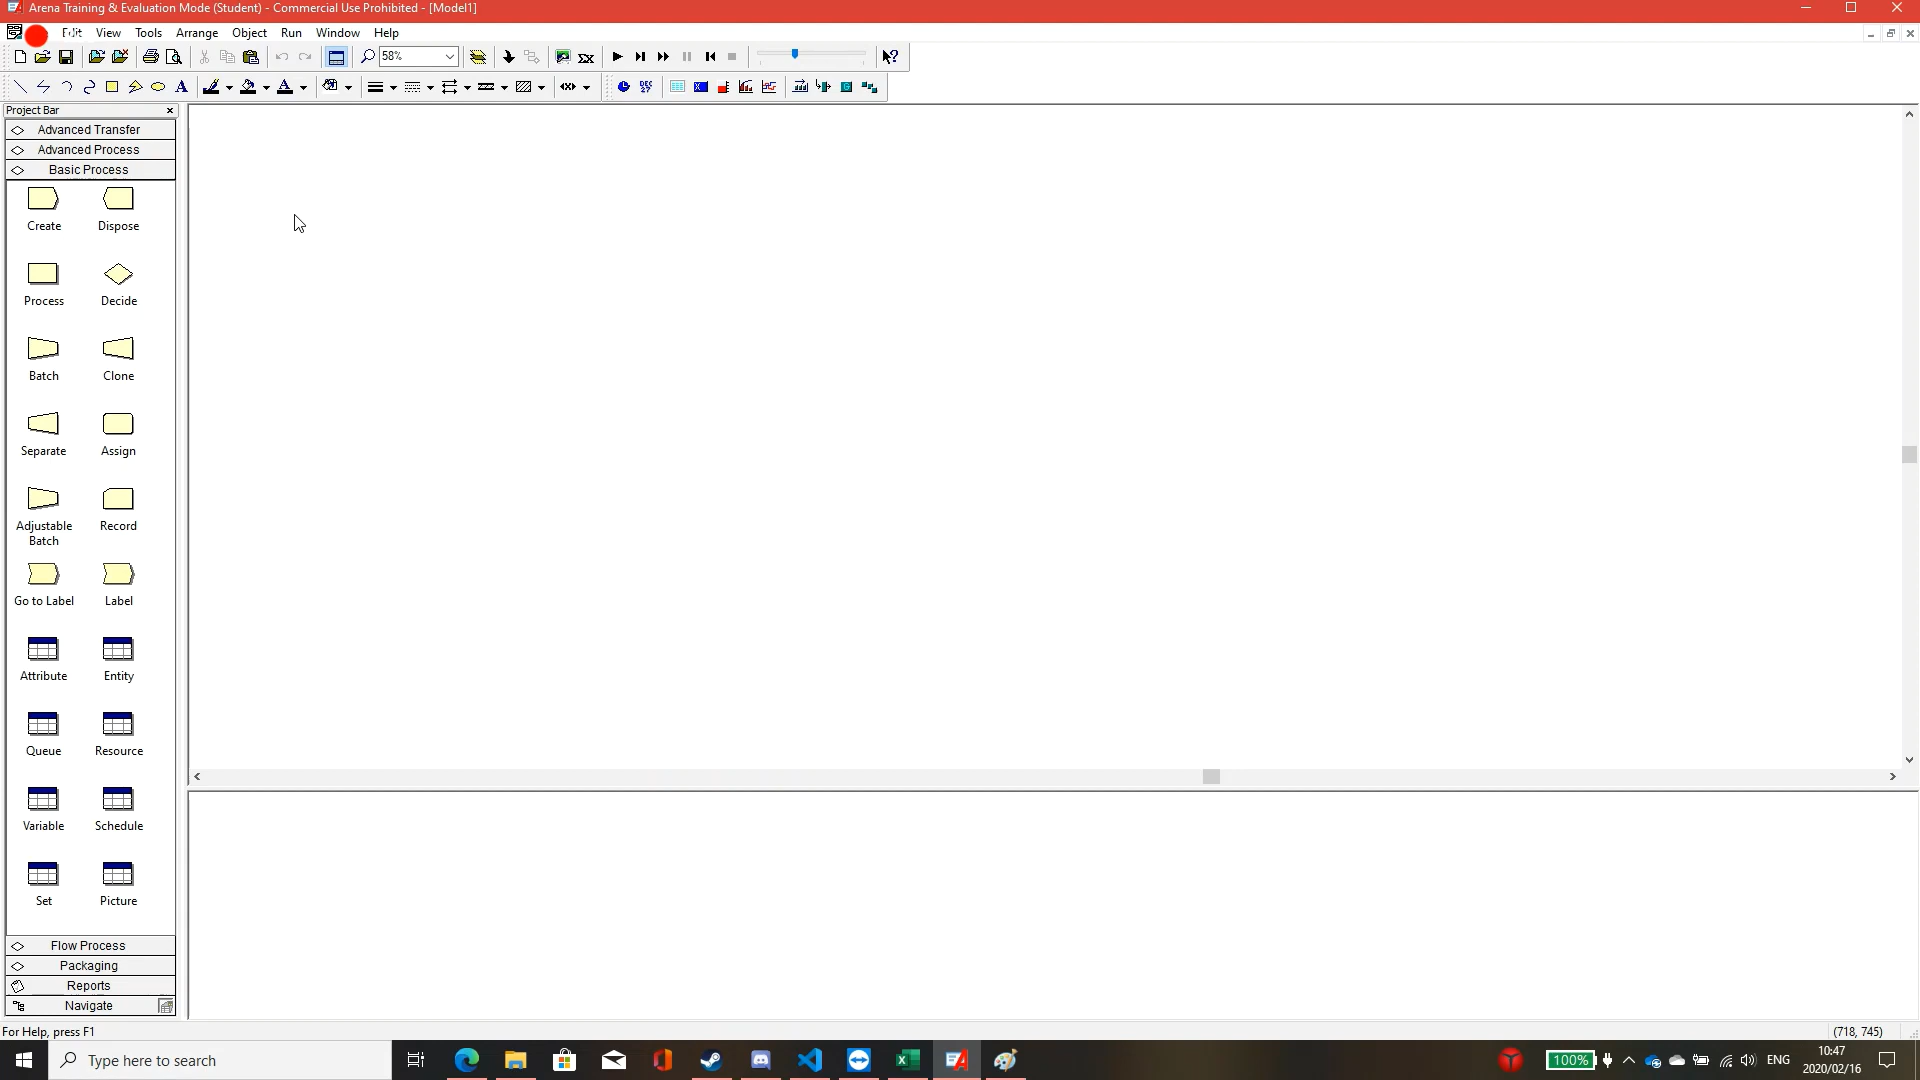 Arena Training & Evaluation Mode (Student) - Commercial Use Prohibited - [Model1]
Edit View Tools Arrange Object Run Window Help
58%
Project Bar
Advanced Transfer
Advanced Process
Basic Process
Create Dispose
Process Decide
Batch Clone
Separate Assign
Adjustable Batch Record
Go to Label Label
Attribute Entity
Queue Resource
Variable Schedule
Set Picture
Flow Process
Packaging
Reports
Navigate
For Help, press F1
(718, 745)
Type here to search
100%
ENG
10:47
2020/02/16